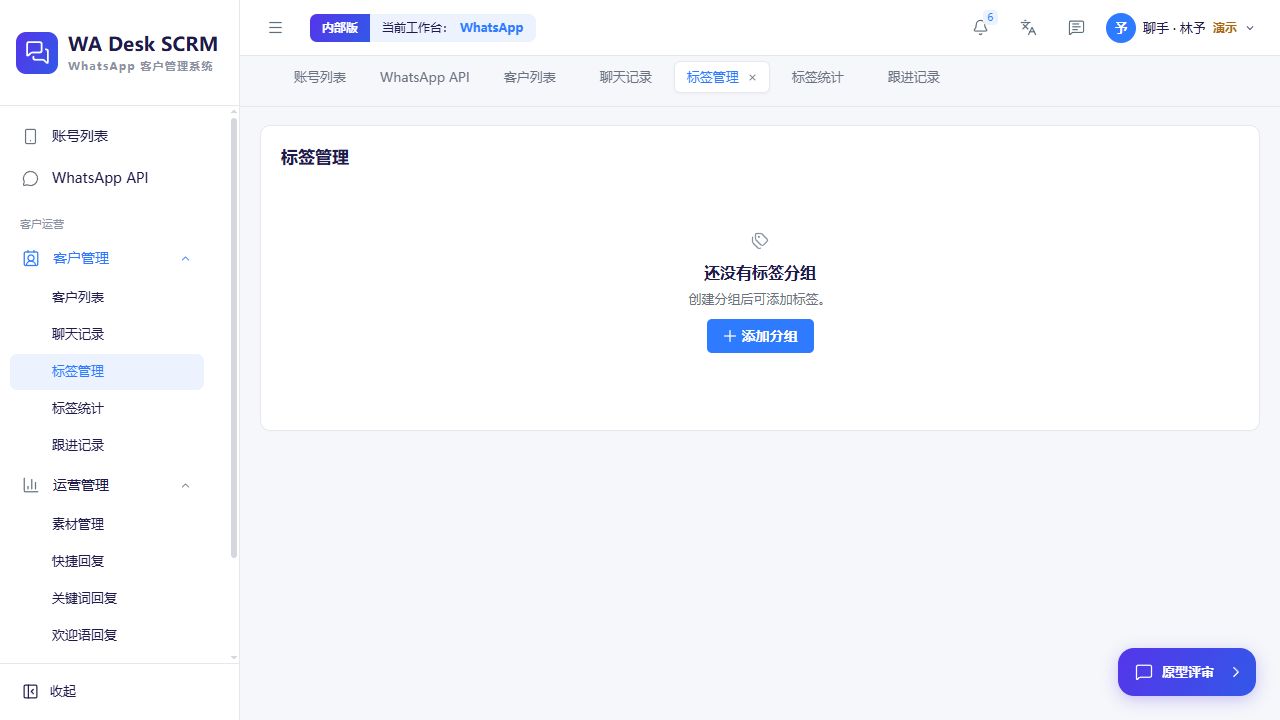 WA Desk SCRM
WhatsApp 客户管理系统
账号列表
WhatsApp API
客户运营
客户管理
客户列表
聊天记录
标签管理
标签统计
跟进记录
运营管理
素材管理
快捷回复
关键词回复
欢迎语回复
收起
内部版 当前工作台: WhatsApp
6
予 聊手 · 林予 演示
账号列表 WhatsApp API 客户列表 聊天记录 标签管理 × 标签统计 跟进记录
标签管理
还没有标签分组
创建分组后可添加标签。
+ 添加分组
原型评审